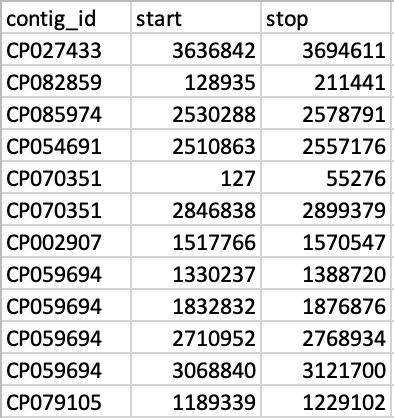 contig_id start stop
CP027433 3636842 3694611
CP082859 128935 211441
CP085974 2530288 2578791
CP054691 2510863 2557176
CP070351 127 55276
CP070351 2846838 2899379
CP002907 1517766 1570547
CP059694 1330237 1388720
CP059694 1832832 1876876
CP059694 2710952 2768934
CP059694 3068840 3121700
CP079105 1189339 1229102